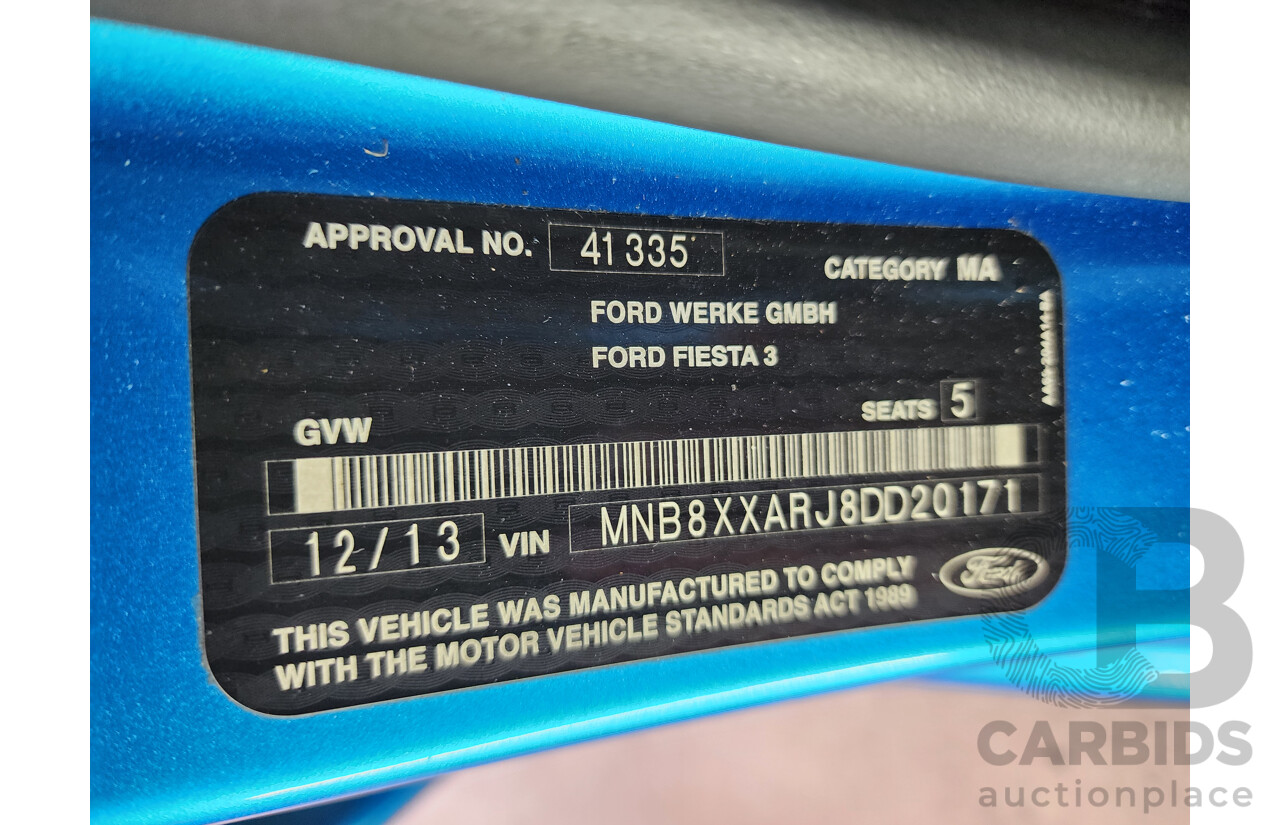 APPROVAL NO. 41335
CATEGORY MA
FORD WERKE GMBH
FORD FIESTA 3
SEATS 5
GVW
12/13 VIN MNB8XXARJ8DD20171
THIS VEHICLE WAS MANUFACTURED TO COMPLY
WITH THE MOTOR VEHICLE STANDARDS ACT 1989
Ford
CB
CARBIDS
auctionplace